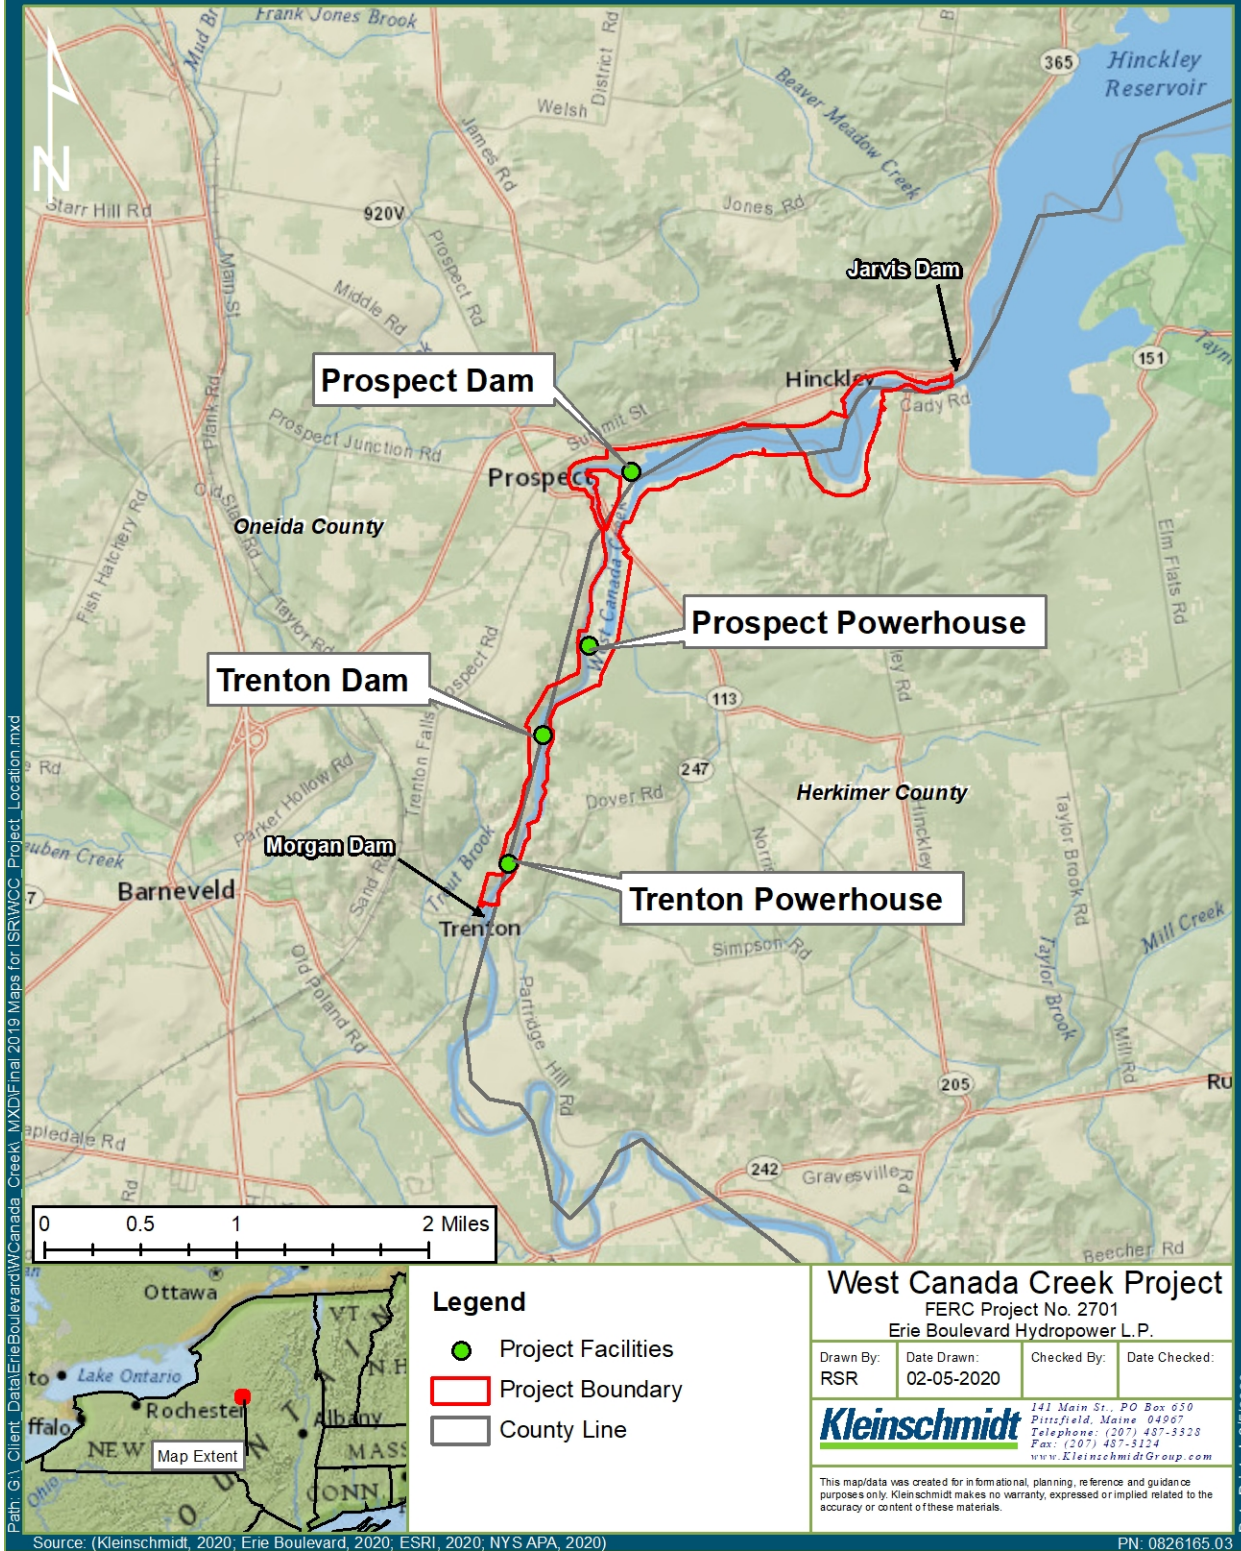 Frank Jones Brook
Mud Br
District Rd
Welsh
365
Hinckley
Reservoir
Beaver Meadow Creek
James Rd
N
Starr Hill Rd
920V
Jones Rd
Prospect Rd
Main St
Middle Rd
Jarvis Dam
Prospect Dam
Hinckley
151
Cady Rd
Plank Rd
Summit St
Prospect Junction Rd
Prospect
Old State Rd
Oneida County
Fish Hatchery Rd
Elm Flats Rd
West Canada Creek
Taylor Rd
Prospect Powerhouse
Trenton Dam
113
247
Herkimer County
Dover Rd
Trenton Falls Prospect Rd
Parker Hollow Rd
Hinckley
Taylor Brook Rd
Morgan Dam
Trout Brook
Sand Rd
euben Creek
Barneveld
7
Trenton Powerhouse
Trenton
Simpson Rd
Mill Creek
Taylor Brook
Old Poland Rd
Partridge Hill Rd
Mill Rd
205
Ru
apledale Rd
Rd
242
Gravesville Rd
Beecher Rd
0 0.5 1 2 Miles
Ottawa
VT
N.H
to
Lake Ontario
Rochester
ffalo
Albany
NEW
Map Extent
MASS
CONN
Ohio
Legend
Project Facilities
Project Boundary
County Line
West Canada Creek Project
FERC Project No. 2701
Erie Boulevard Hydropower L.P.
Drawn By:
RSR
Date Drawn:
02-05-2020
Checked By:
Date Checked:
Kleinschmidt
141 Main St., PO Box 650
Pittsfield, Maine 04967
Telephone: (207) 487-3328
Fax: (207) 487-3124
www.KleinschmidtGroup.com
This map/data was created for informational, planning, reference and guidance
purposes only. Kleinschmidt makes no warranty, expressed or implied related to the
accuracy or content of these materials.
Path: G:\_Client_Data\ErieBoulevard\WCanada_Creek\_MXD\Final 2019 Maps for ISR\WCC_Project_Location.mxd
Source: (Kleinschmidt, 2020; Erie Boulevard, 2020; ESRI, 2020; NYS APA, 2020)
PN: 0826165.03